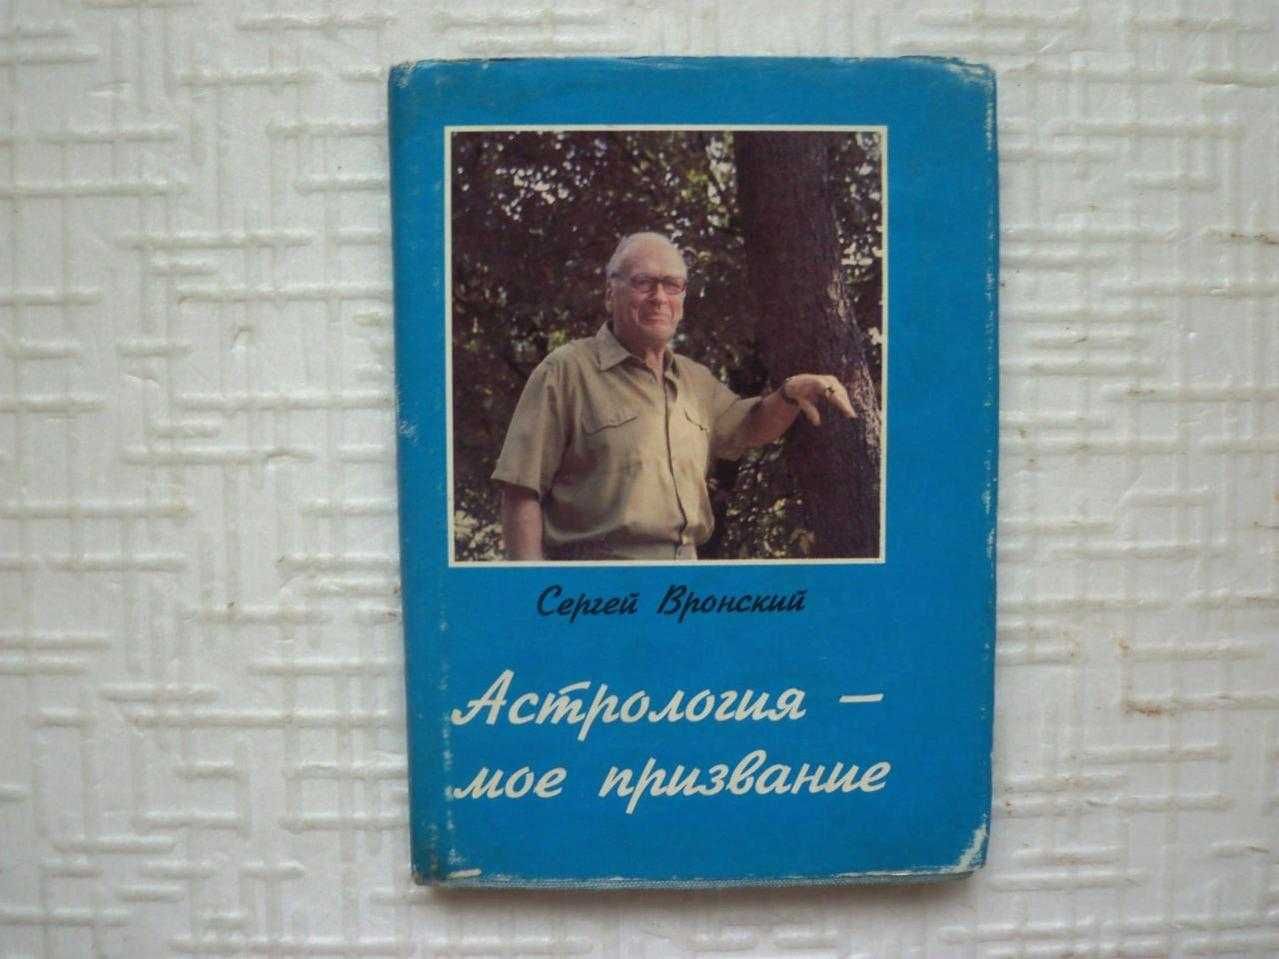 Сергей Вронский
Астрология –
мое призвание